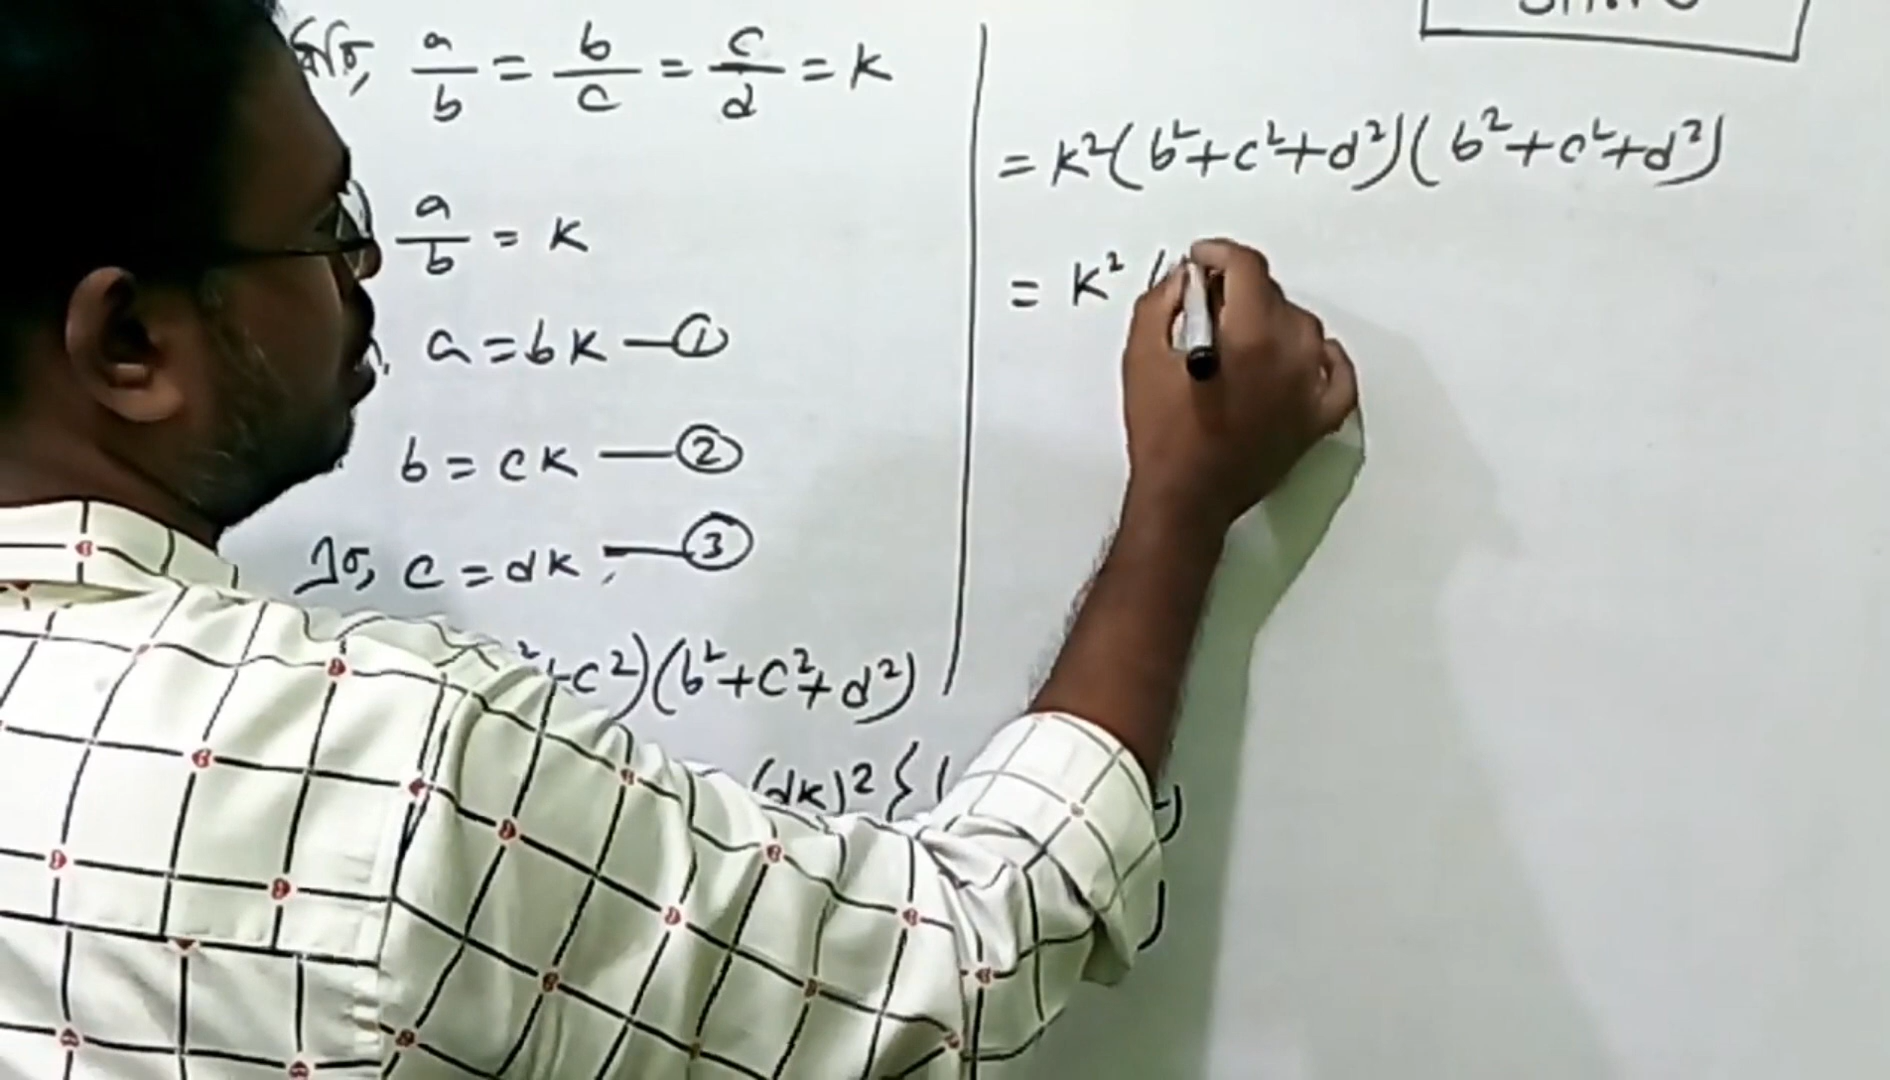 a/b = b/c = c/d = k
a/b = k
a = bk —①
b = ck —②
এবং, c = dk —③
+c²)(b²+c²+d²)
(dk)²}{
= k²(b²+c²+d²)(b²+c²+d²)
= k² (